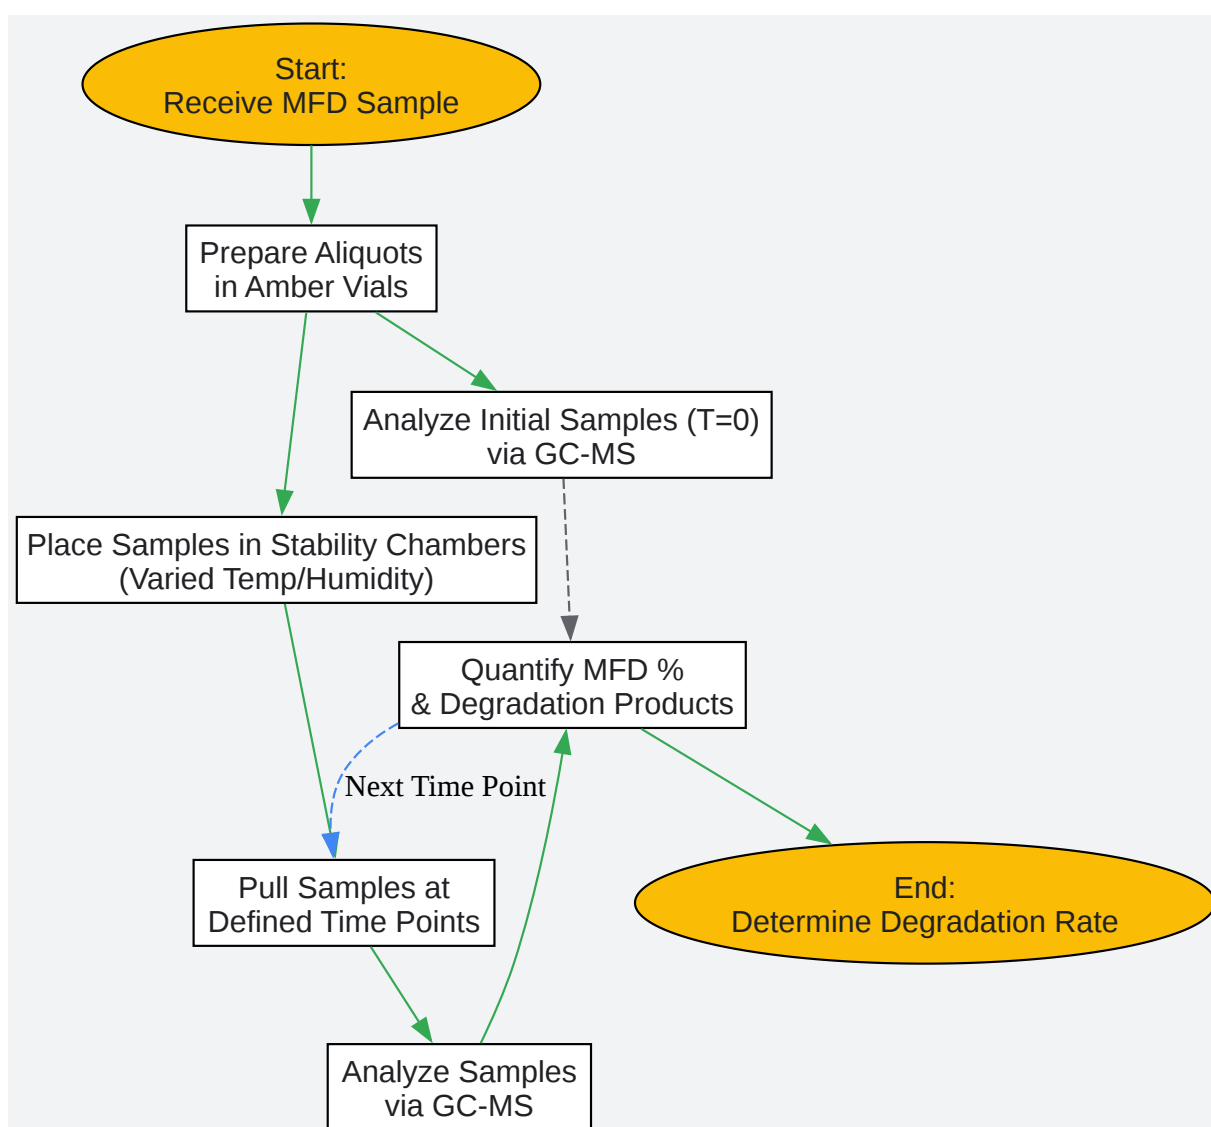 Start:
Receive MFD Sample
Prepare Aliquots
in Amber Vials
Analyze Initial Samples (T=0)
via GC-MS
Place Samples in Stability Chambers
(Varied Temp/Humidity)
Quantify MFD %
& Degradation Products
Next Time Point
Pull Samples at
Defined Time Points
End:
Determine Degradation Rate
Analyze Samples
via GC-MS